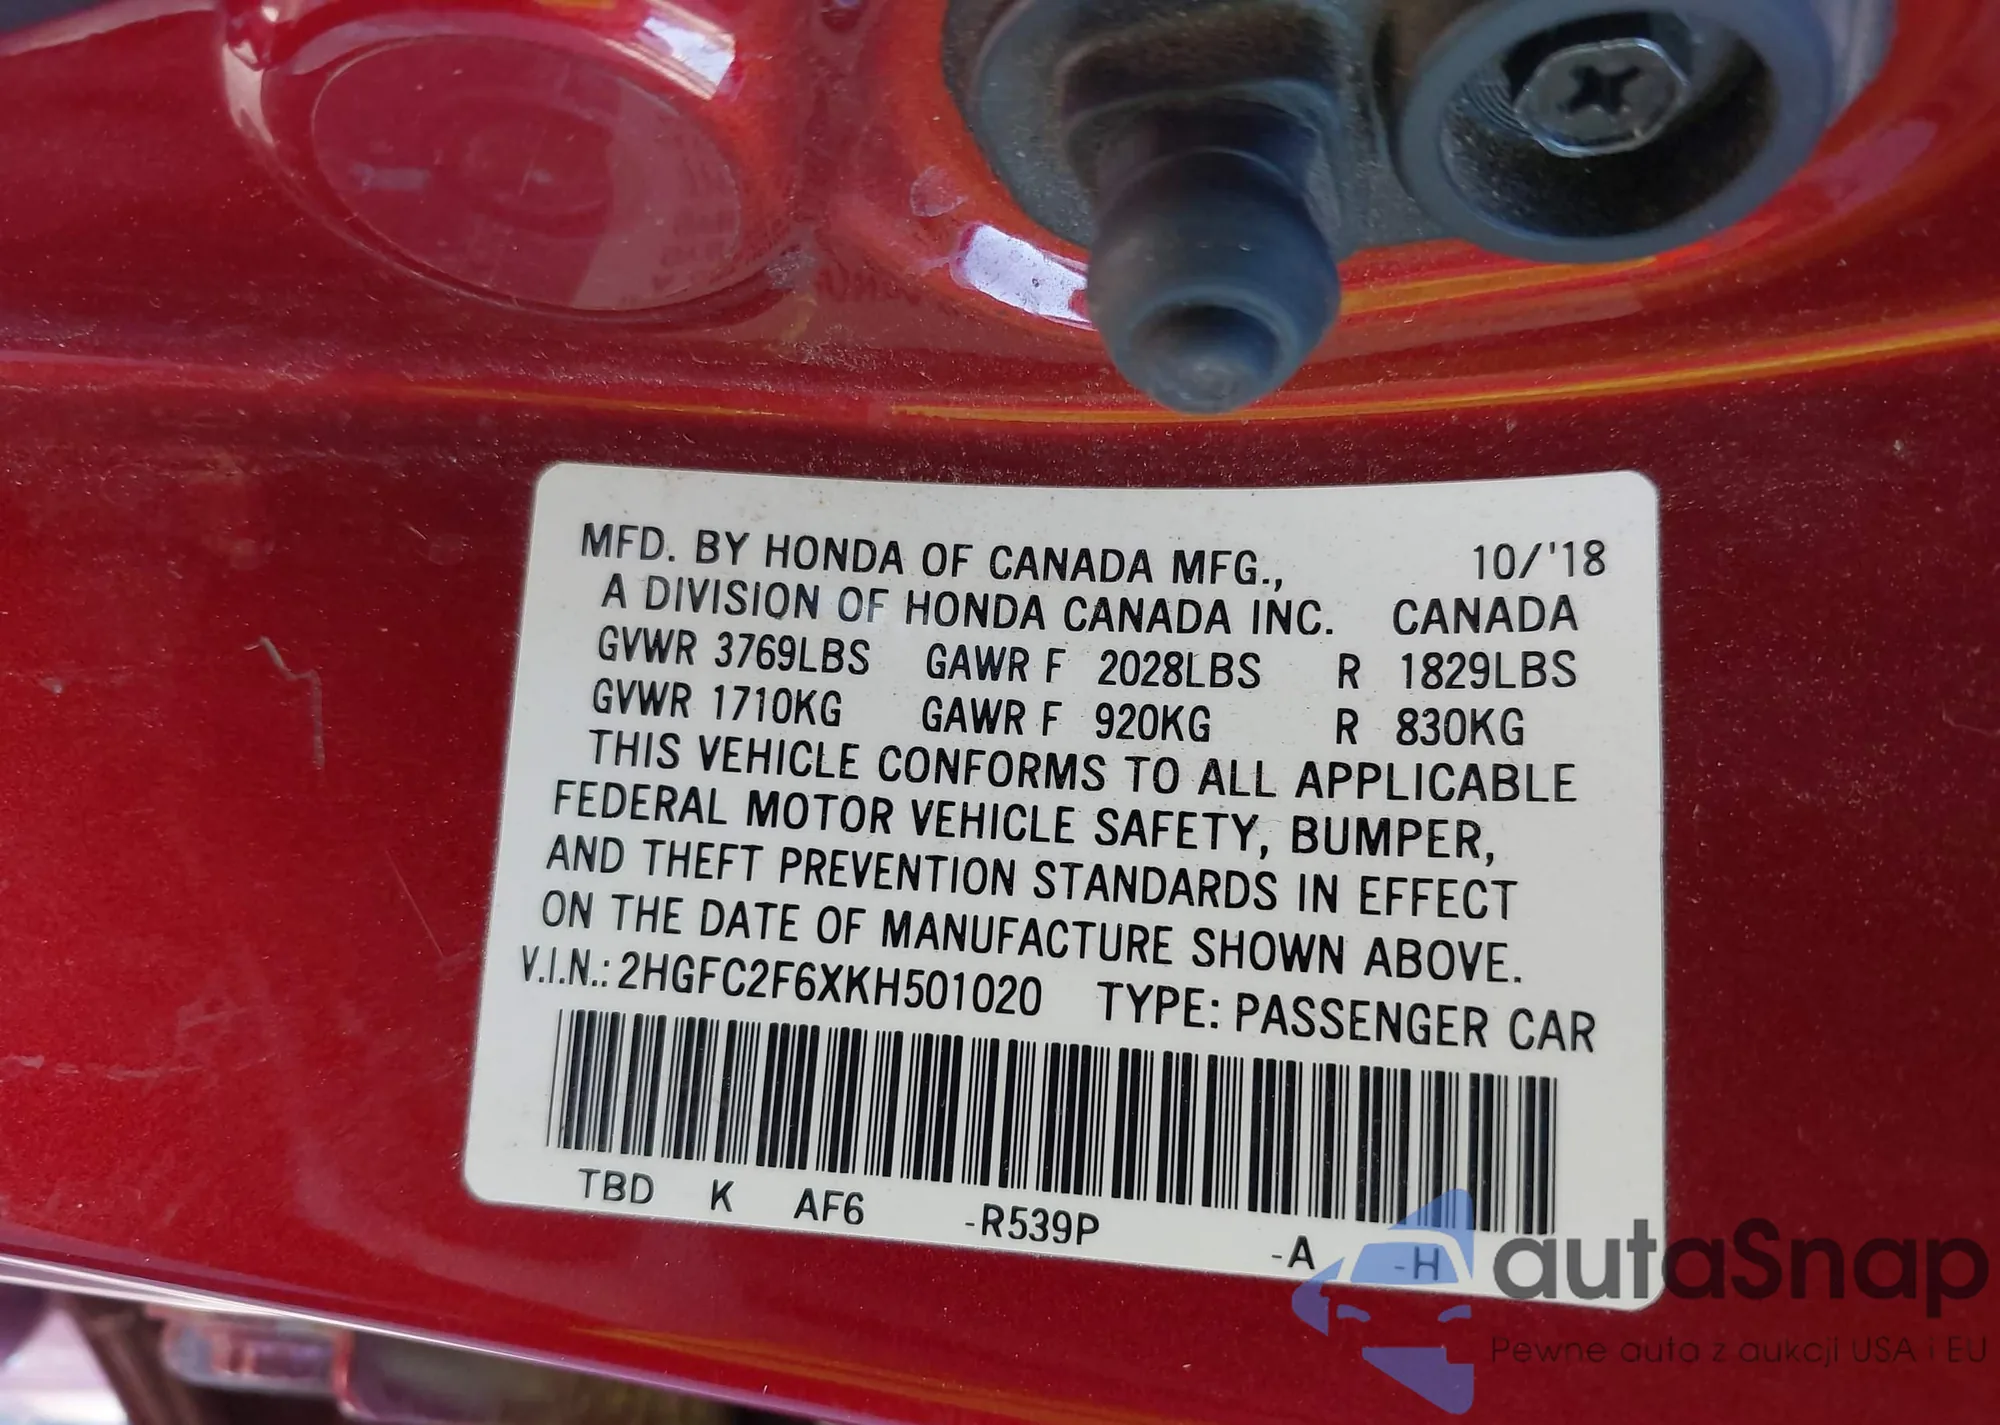 MFD. BY HONDA OF CANADA MFG., 10/'18
A DIVISION OF HONDA CANADA INC. CANADA
GVWR 3769LBS GAWR F 2028LBS R 1829LBS
GVWR 1710KG GAWR F 920KG R 830KG
THIS VEHICLE CONFORMS TO ALL APPLICABLE
FEDERAL MOTOR VEHICLE SAFETY, BUMPER,
AND THEFT PREVENTION STANDARDS IN EFFECT
ON THE DATE OF MANUFACTURE SHOWN ABOVE.
V.I.N.: 2HGFC2F6XKH501020 TYPE: PASSENGER CAR
TBD K AF6 -R539P -A -H
autaSnap
Pewne auta z aukcji USA i EU